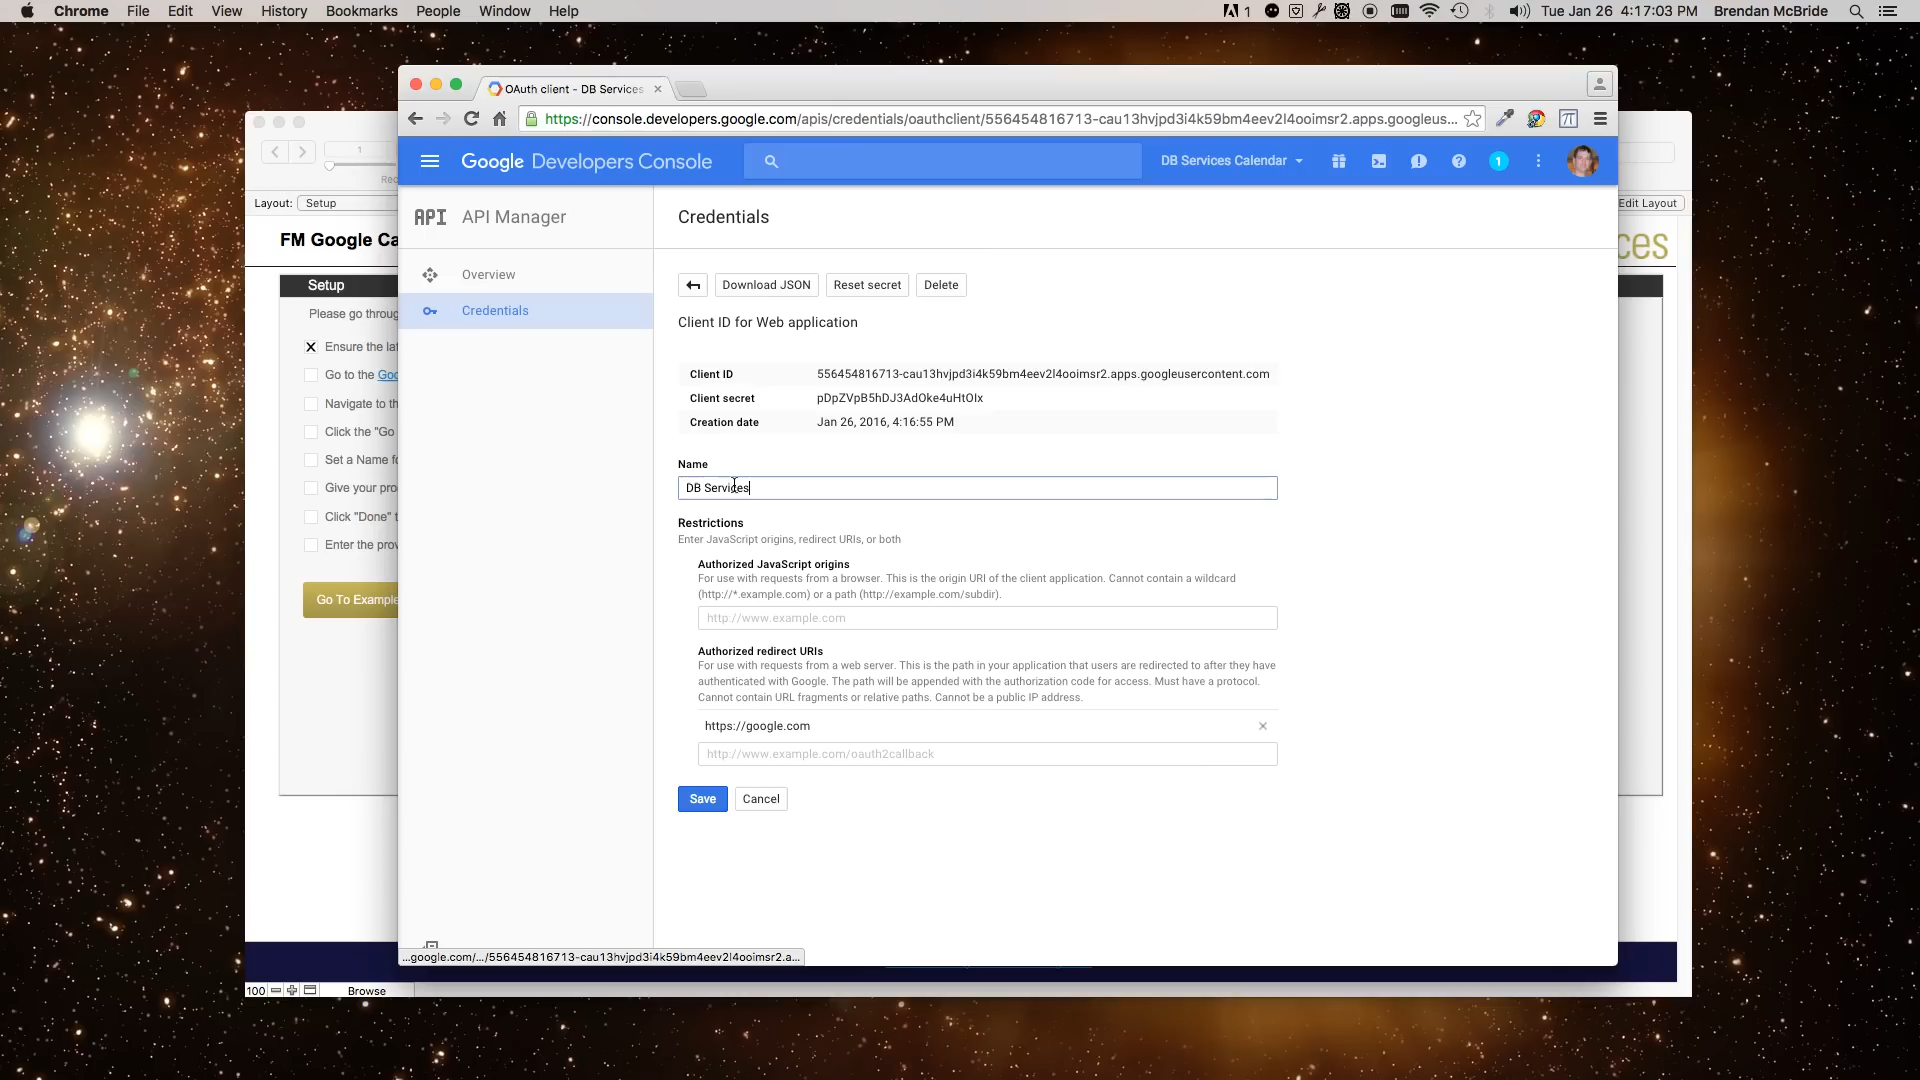 Chrome File Edit View History Bookmarks People Window Help
1 Tue Jan 26 4:17:03 PM Brendan McBride
OAuth client - DB Services
https://console.developers.google.com/apis/credentials/oauthclient/556454816713-cau13hvjpd3i4k59bm4eev2l4ooimsr2.apps.googleus...
Google Developers Console
DB Services Calendar
1
API API Manager
Overview
Credentials
Credentials
Download JSON Reset secret Delete
Client ID for Web application
Client ID 556454816713-cau13hvjpd3i4k59bm4eev2l4ooimsr2.apps.googleusercontent.com
Client secret pDpZVpB5hDJ3AdOke4uHtOIx
Creation date Jan 26, 2016, 4:16:55 PM
Name
DB Services
Restrictions
Enter JavaScript origins, redirect URIs, or both
Authorized JavaScript origins
For use with requests from a browser. This is the origin URI of the client application. Cannot contain a wildcard
(http://*.example.com) or a path (http://example.com/subdir).
http://www.example.com
Authorized redirect URIs
For use with requests from a web server. This is the path in your application that users are redirected to after they have
authenticated with Google. The path will be appended with the authorization code for access. Must have a protocol.
Cannot contain URL fragments or relative paths. Cannot be a public IP address.
https://google.com
http://www.example.com/oauth2callback
Save Cancel
...google.com/.../556454816713-cau13hvjpd3i4k59bm4eev2l4ooimsr2.a...
1
Layout: Setup
Edit Layout
FM Google Ca
ces
Setup
Please go throug
X Ensure the lat
Go to the Goo
Navigate to th
Click the "Go
Set a Name fo
Give your pro
Click "Done" t
Enter the prov
Go To Example
100 Browse